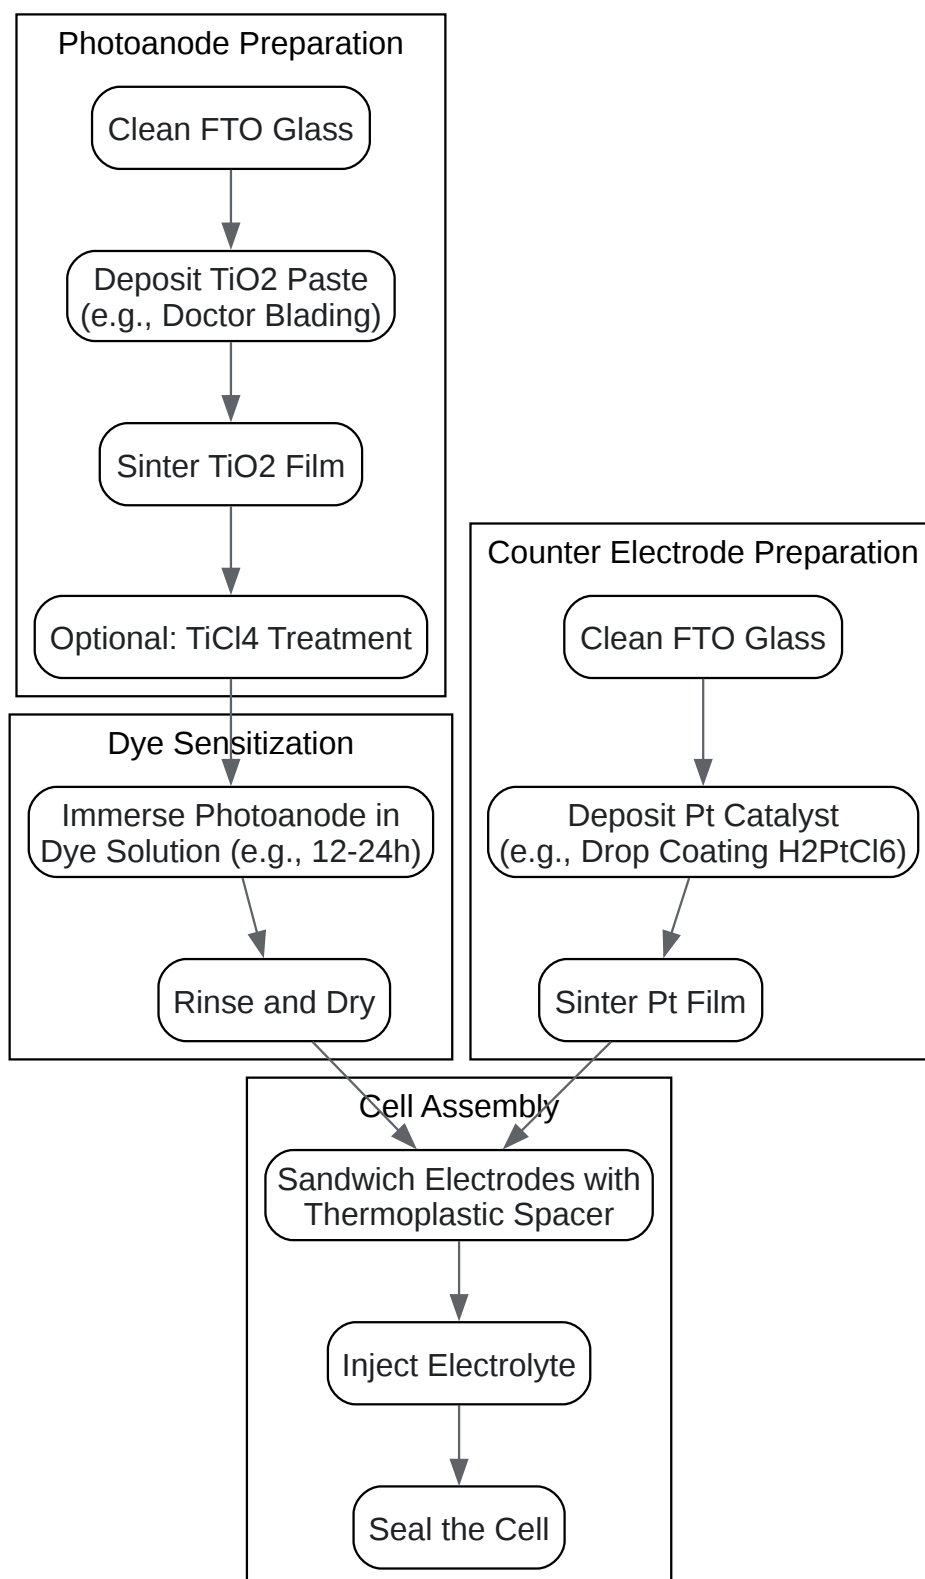 Photoanode Preparation
Clean FTO Glass
Deposit TiO2 Paste
(e.g., Doctor Blading)
Sinter TiO2 Film
Optional: TiCl4 Treatment
Counter Electrode Preparation
Clean FTO Glass
Deposit Pt Catalyst
(e.g., Drop Coating H2PtCl6)
Sinter Pt Film
Dye Sensitization
Immerse Photoanode in
Dye Solution (e.g., 12-24h)
Rinse and Dry
Cell Assembly
Sandwich Electrodes with
Thermoplastic Spacer
Inject Electrolyte
Seal the Cell